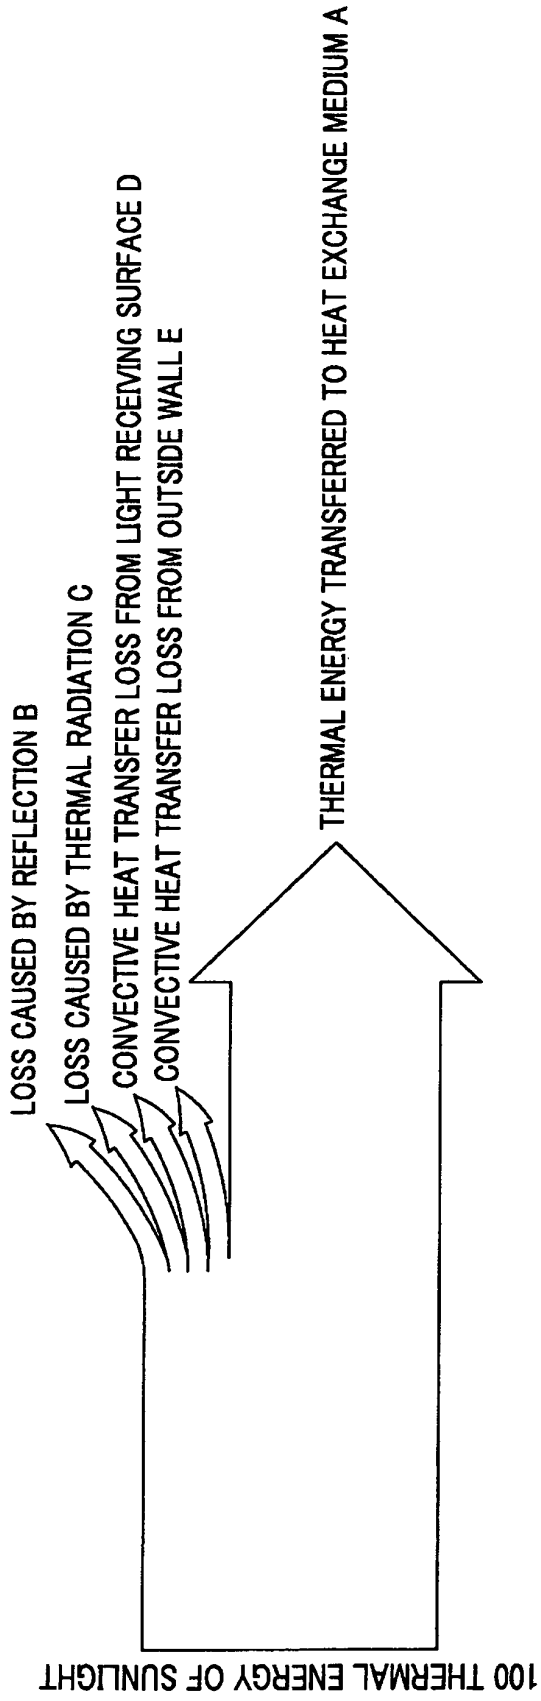 100 THERMAL ENERGY OF SUNLIGHT
LOSS CAUSED BY REFLECTION B
LOSS CAUSED BY THERMAL RADIATION C
CONVECTIVE HEAT TRANSFER LOSS FROM LIGHT RECEIVING SURFACE D
CONVECTIVE HEAT TRANSFER LOSS FROM OUTSIDE WALL E
THERMAL ENERGY TRANSFERRED TO HEAT EXCHANGE MEDIUM A